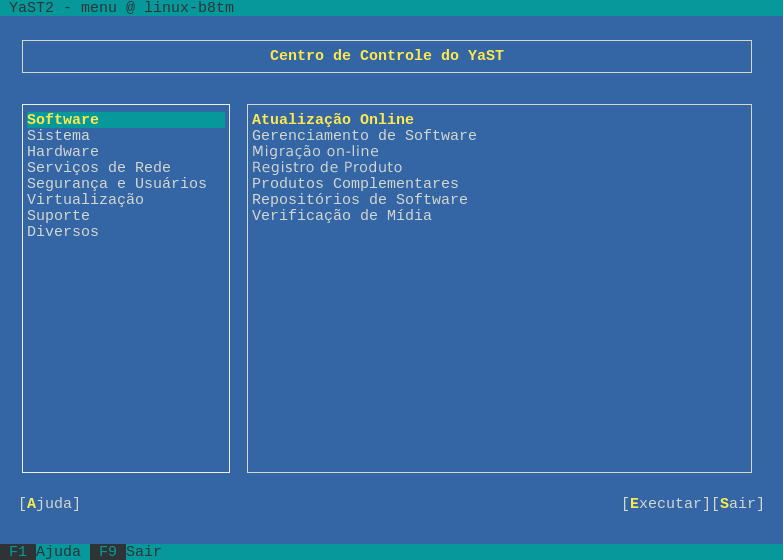 YaST2 - menu @ linux-b8tm
Centro de Controle do YaST
Software
Sistema
Hardware
Serviços de Rede
Segurança e Usuários
Virtualização
Suporte
Diversos
Atualização Online
Gerenciamento de Software
Migração on-line
Registro de Produto
Produtos Complementares
Repositórios de Software
Verificação de Mídia
[Ajuda] [Executar][Sair]
F1 Ajuda F9 Sair